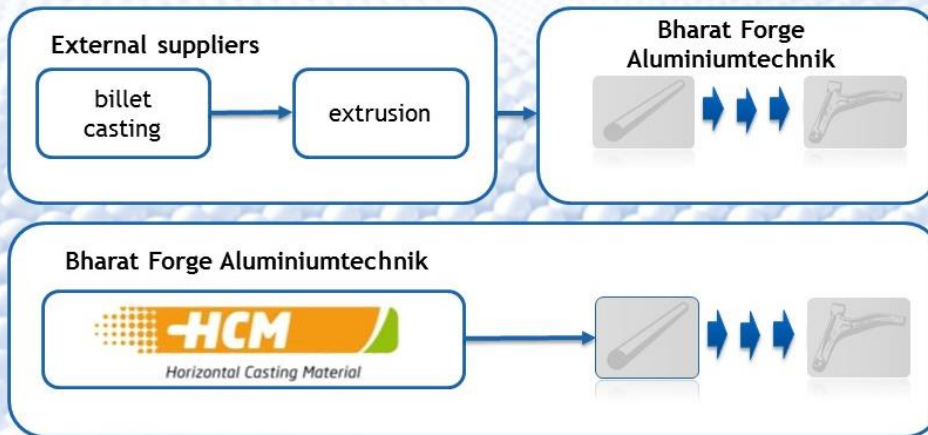 External suppliers
billet
casting
extrusion
Bharat Forge
Aluminiumtechnik
Bharat Forge Aluminiumtechnik
HCM
Horizontal Casting Material